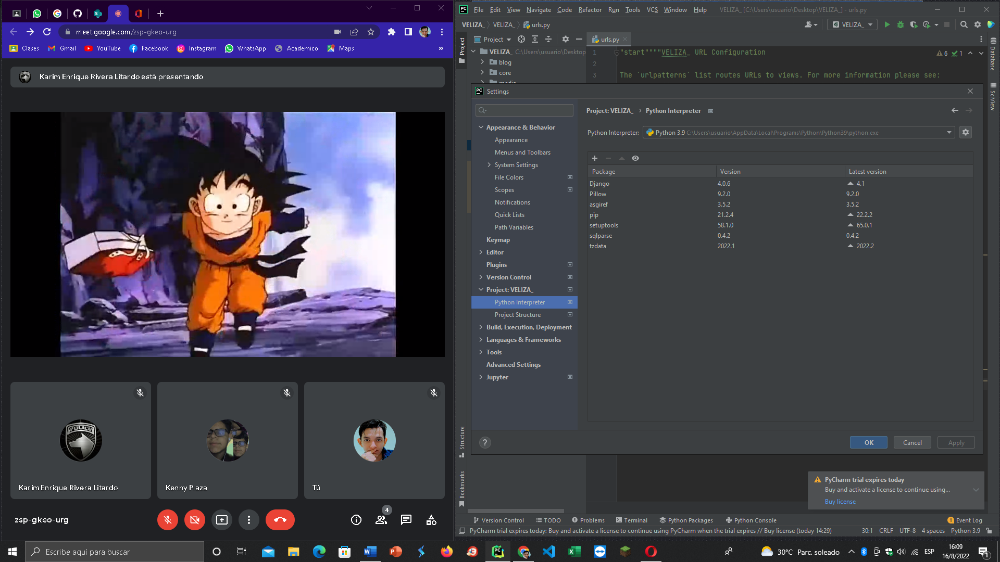 meet.google.com/zsp-gkeo-urg
Clases
Gmail
YouTube
Facebook
Instagram
WhatsApp
Academico
Maps
»
Karim Enrique Rivera Litardo está presentando
POLICE
Karim Enrique Rivera Litardo
Kenny Plaza
Tú
zsp-gkeo-urg
4
PC
File Edit View Navigate Code Refactor Run Tools VCS Window Help
VELIZA_ [C:\Users\usuario\Desktop\VELIZA_] - urls.py
VELIZA_ VELIZA_ urls.py
dj VELIZA_
Project
Project
urls.py
VELIZA_ C:\Users\usuario\Desktop
blog
core
media
1 "start""""VELIZA_ URL Configuration
2
3 The `urlpatterns` list routes URLs to views. For more information please see:
6 1
Database
SciView
PC Settings
Appearance & Behavior
Appearance
Menus and Toolbars
System Settings
File Colors
Scopes
Notifications
Quick Lists
Path Variables
Keymap
Editor
Plugins
Version Control
Project: VELIZA_
Python Interpreter
Project Structure
Build, Execution, Deployment
Languages & Frameworks
Tools
Advanced Settings
Jupyter
Project: VELIZA_ › Python Interpreter
Python Interpreter: Python 3.9 C:\Users\usuario\AppData\Local\Programs\Python\Python39\python.exe
Package Version Latest version
Django 4.0.6 4.1
Pillow 9.2.0 9.2.0
asgiref 3.5.2 3.5.2
pip 21.2.4 22.2.2
setuptools 58.1.0 65.0.1
sqlparse 0.4.2 0.4.2
tzdata 2022.1 2022.2
?
OK
Cancel
Apply
Structure
Bookmarks
PyCharm trial expires today
Buy and activate a license to continue using...
Buy license
Version Control TODO Problems Terminal Python Packages Python Console
1 Event Log
PyCharm trial expires today: Buy and activate a license to continue using PyCharm when the trial expires // Buy license (today 14:29)
30:1 CRLF UTF-8 4 spaces Python 3.9
Escribe aquí para buscar
30°C Parc. soleado
ESP
16:09
16/8/2022
1